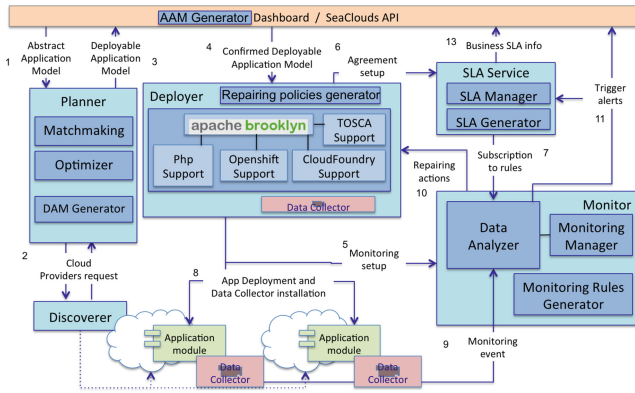 AAM Generator Dashboard / SeaClouds API
1
Abstract
Application
Model
Deployable
Application
Model
3
4
Confirmed Deployable
Application Model
6
Agreement
setup
13
Business SLA info
Planner
Matchmaking
Optimizer
DAM Generator
Deployer
Repairing policies generator
apache brooklyn
TOSCA
Support
Php
Support
Openshift
Support
CloudFoundry
Support
Data Collector
SLA Service
SLA Manager
SLA Generator
Trigger
alerts
11
Subscription
to rules
7
Repairing
actions
10
Monitor
Data
Analyzer
Monitoring
Manager
Monitoring Rules
Generator
2
Cloud
Providers request
5
Monitoring
setup
8
App Deployment and
Data Collector installation
Discoverer
Application
module
Application
module
Data
Collector
Data
Collector
9
Monitoring
event